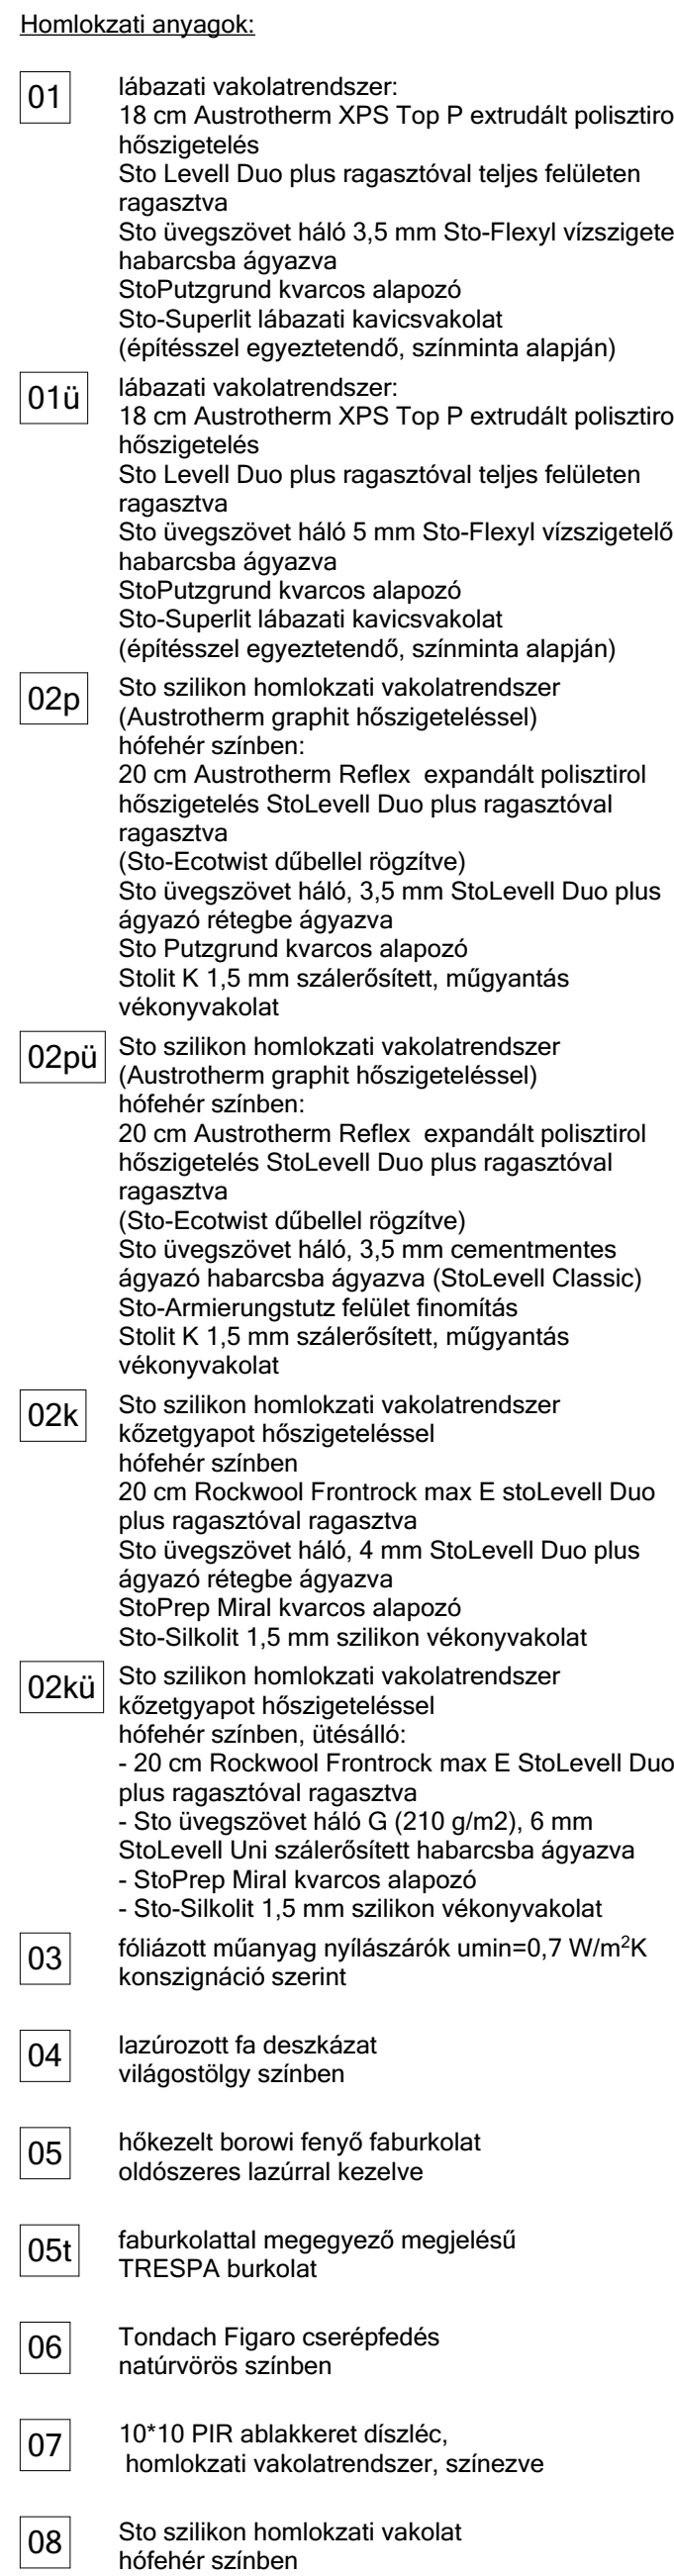 Homlokzati anyagok:
01
lábazati vakolatrendszer:
18 cm Austrotherm XPS Top P extrudált polisztiro
hőszigetelés
Sto Levell Duo plus ragasztóval teljes felületen
ragasztva
Sto üvegszövet háló 3,5 mm Sto-Flexyl vízszigete
habarcsba ágyazva
StoPutzgrund kvarcos alapozó
Sto-Superlit lábazati kavicsvakolat
(építésszel egyeztetendő, színminta alapján)
01ü
lábazati vakolatrendszer:
18 cm Austrotherm XPS Top P extrudált polisztiro
hőszigetelés
Sto Levell Duo plus ragasztóval teljes felületen
ragasztva
Sto üvegszövet háló 5 mm Sto-Flexyl vízszigetelő
habarcsba ágyazva
StoPutzgrund kvarcos alapozó
Sto-Superlit lábazati kavicsvakolat
(építésszel egyeztetendő, színminta alapján)
02p
Sto szilikon homlokzati vakolatrendszer
(Austrotherm graphit hőszigeteléssel)
hófehér színben:
20 cm Austrotherm Reflex  expandált polisztirol
hőszigetelés StoLevell Duo plus ragasztóval
ragasztva
(Sto-Ecotwist dűbellel rögzítve)
Sto üvegszövet háló, 3,5 mm StoLevell Duo plus
ágyazó rétegbe ágyazva
Sto Putzgrund kvarcos alapozó
Stolit K 1,5 mm szálerősített, műgyantás
vékonyvakolat
02pü
Sto szilikon homlokzati vakolatrendszer
(Austrotherm graphit hőszigeteléssel)
hófehér színben:
20 cm Austrotherm Reflex  expandált polisztirol
hőszigetelés StoLevell Duo plus ragasztóval
ragasztva
(Sto-Ecotwist dűbellel rögzítve)
Sto üvegszövet háló, 3,5 mm cementmentes
ágyazó habarcsba ágyazva (StoLevell Classic)
Sto-Armierungstutz felület finomítás
Stolit K 1,5 mm szálerősített, műgyantás
vékonyvakolat
02k
Sto szilikon homlokzati vakolatrendszer
kőzetgyapot hőszigeteléssel
hófehér színben
20 cm Rockwool Frontrock max E stoLevell Duo
plus ragasztóval ragasztva
Sto üvegszövet háló, 4 mm StoLevell Duo plus
ágyazó rétegbe ágyazva
StoPrep Miral kvarcos alapozó
Sto-Silkolit 1,5 mm szilikon vékonyvakolat
02kü
Sto szilikon homlokzati vakolatrendszer
kőzetgyapot hőszigeteléssel
hófehér színben, ütésálló:
- 20 cm Rockwool Frontrock max E StoLevell Duo
plus ragasztóval ragasztva
- Sto üvegszövet háló G (210 g/m2), 6 mm
StoLevell Uni szálerősített habarcsba ágyazva
- StoPrep Miral kvarcos alapozó
- Sto-Silkolit 1,5 mm szilikon vékonyvakolat
03
fóliázott műanyag nyílászárók umin=0,7 W/m²K
konszignáció szerint
04
lazúrozott fa deszkázat
világostölgy színben
05
hőkezelt borowi fenyő faburkolat
oldószeres lazúrral kezelve
05t
faburkolattal megegyező megjelésű
TRESPA burkolat
06
Tondach Figaro cserépfedés
natúrvörös színben
07
10*10 PIR ablakkeret díszléc,
homlokzati vakolatrendszer, színezve
08
Sto szilikon homlokzati vakolat
hófehér színben